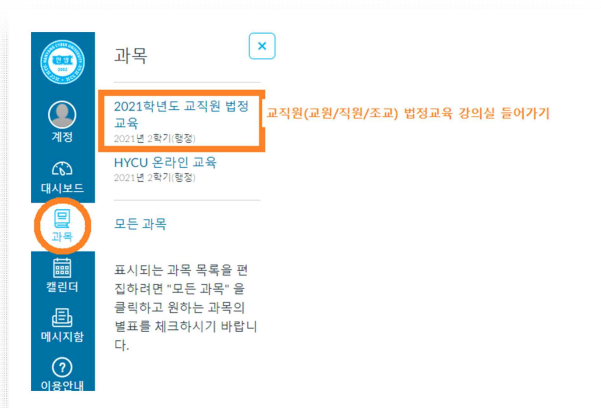 과목
×
2021학년도 교직원 법정
교육
2021년 2학기(행정)
교직원(교원/직원/조교) 법정교육 강의실 들어가기
HYCU 온라인 교육
2021년 2학기(행정)
모든 과목
표시되는 과목 목록을 편
집하려면 "모든 과목" 을
클릭하고 원하는 과목의
별표를 체크하시기 바랍니
다.
계정
대시보드
과목
캘린더
메시지함
이용안내